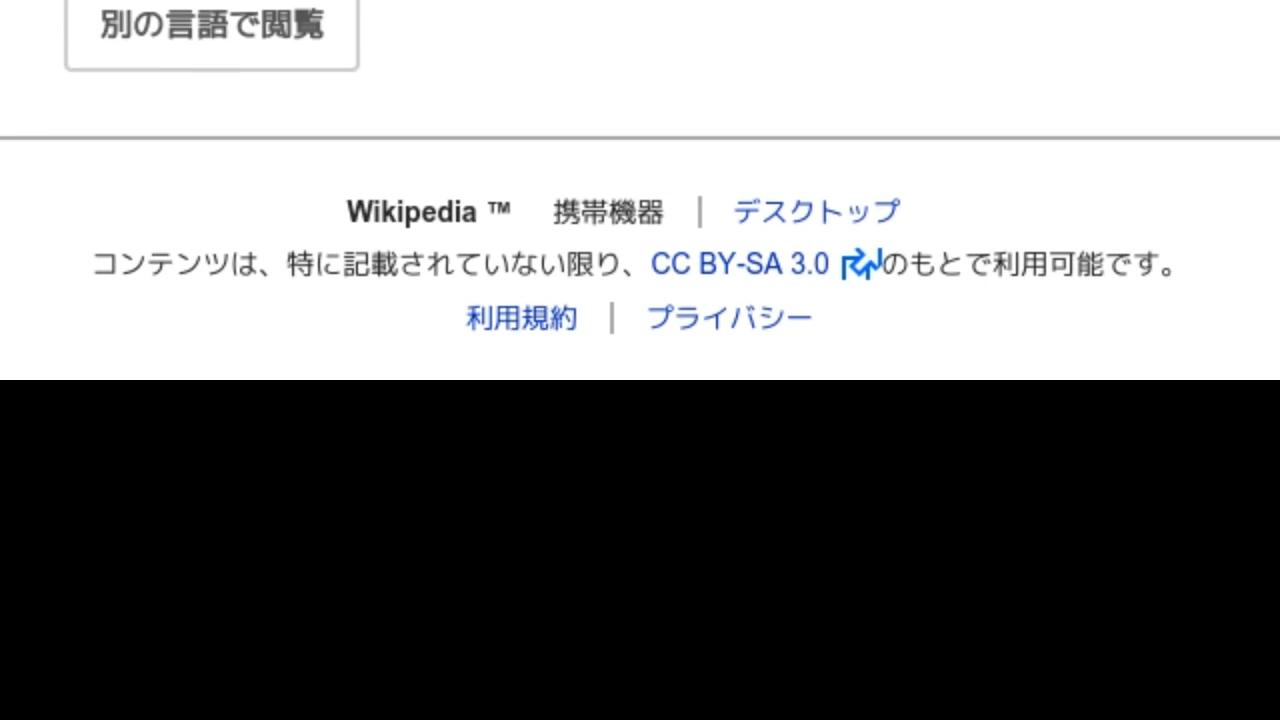 別の言語で閲覧
Wikipedia ™ 携帯機器 | デスクトップ
コンテンツは、特に記載されていない限り、CC BY-SA 3.0 のもとで利用可能です。
利用規約 | プライバシー